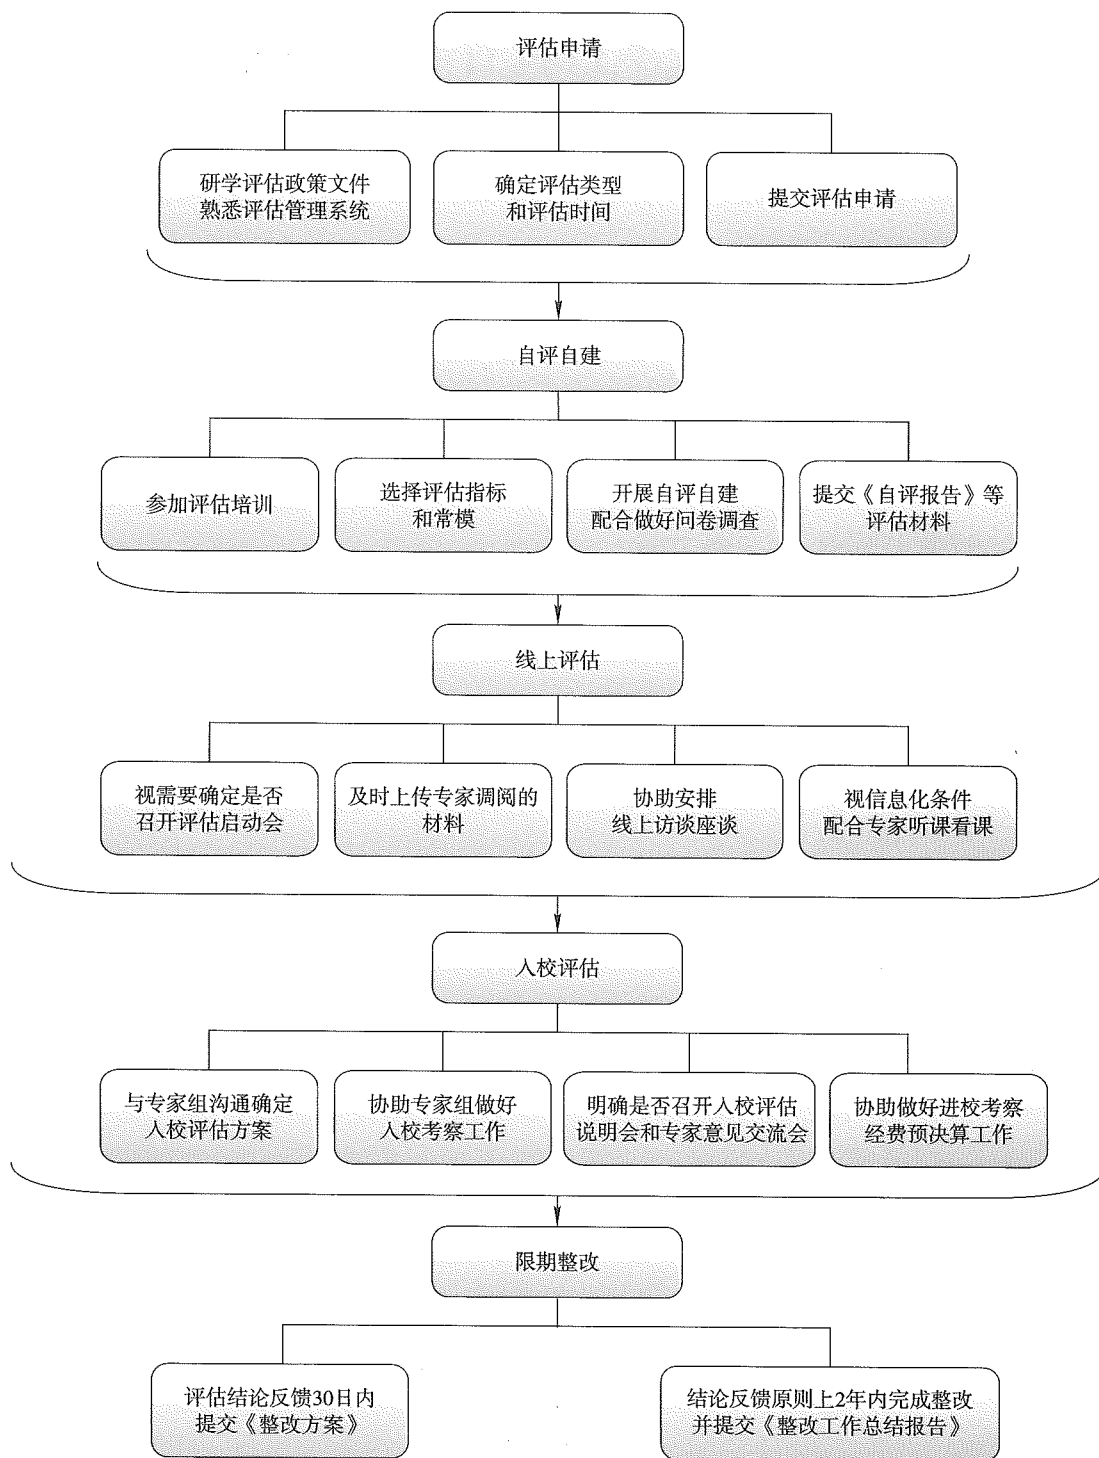 评估申请
研学评估政策文件
熟悉评估管理系统
确定评估类型
和评估时间
提交评估申请
自评自建
参加评估培训
选择评估指标
和常模
开展自评自建
配合做好问卷调查
提交《自评报告》等
评估材料
线上评估
视需要确定是否
召开评估启动会
及时上传专家调阅的
材料
协助安排
线上访谈座谈
视信息化条件
配合专家听课看课
入校评估
与专家组沟通确定
入校评估方案
协助专家组做好
入校考察工作
明确是否召开入校评估
说明会和专家意见交流会
协助做好进校考察
经费预决算工作
限期整改
评估结论反馈30日内
提交《整改方案》
结论反馈原则上2年内完成整改
并提交《整改工作总结报告》